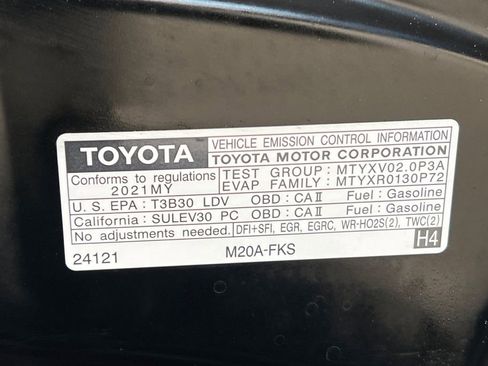 TOYOTA
VEHICLE EMISSION CONTROL INFORMATION
TOYOTA MOTOR CORPORATION
Conforms to regulations
2021MY
TEST GROUP : MTYXV02.0P3A
EVAP FAMILY : MTYXR0130P72
U.S. EPA : T3B30 LDV OBD : CAⅡ Fuel : Gasoline
California : SULEV30 PC OBD : CAⅡ Fuel : Gasoline
No adjustments needed. DFI+SFI, EGR, EGRC, WR-HO2S(2), TWC(2)
24121 M20A-FKS H4